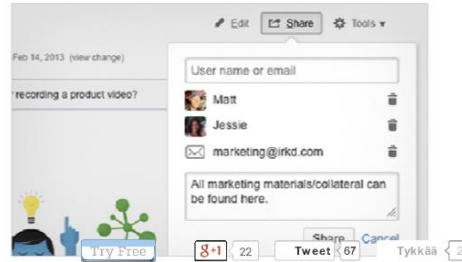 Edit Share Tools
Feb 14, 2013 (view change)
User name or email
recording a product video?
Matt
Jessie
marketing@irkd.com
All marketing materials/collateral can
be found here.
Share Cancel
Try Free
g+1 22
Tweet 67
Tykkää